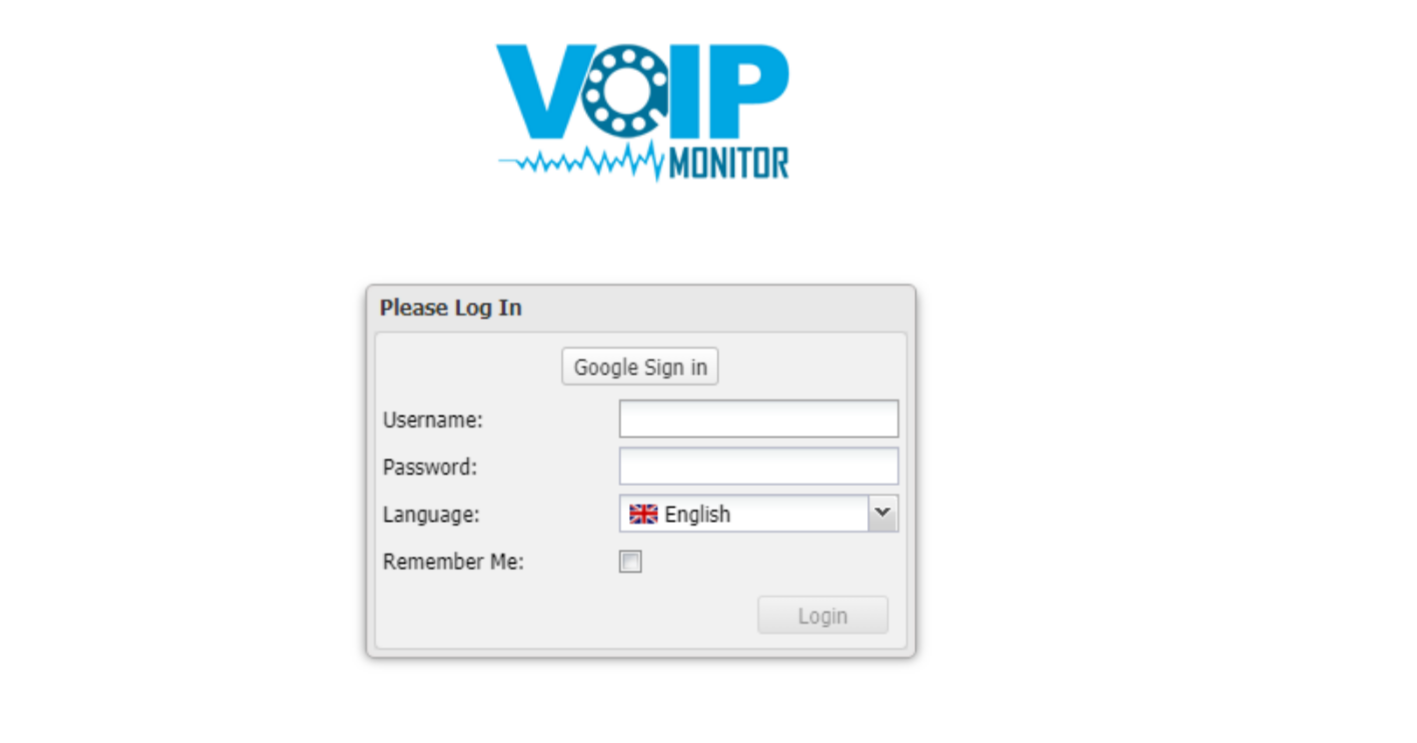 VOIP
MONITOR
Please Log In
Google Sign in
Username:
Password:
Language: English
Remember Me:
Login